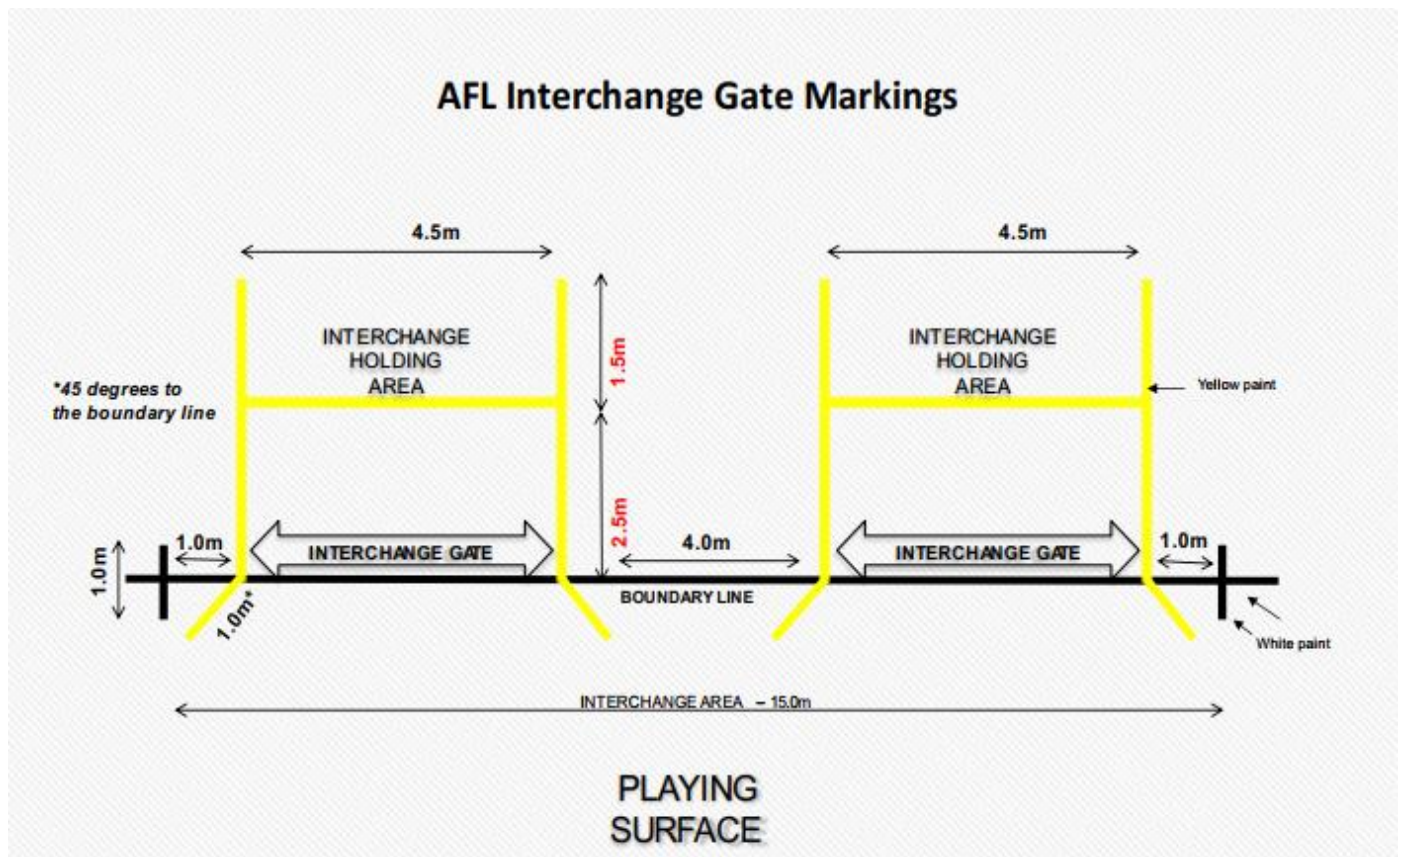 AFL Interchange Gate Markings
4.5m
4.5m
INTERCHANGE
HOLDING
AREA
1.5m
INTERCHANGE
HOLDING
AREA
Yellow paint
*45 degrees to
the boundary line
2.5m
1.0m
1.0m
INTERCHANGE GATE
4.0m
INTERCHANGE GATE
1.0m
BOUNDARY LINE
1.0m*
White paint
INTERCHANGE AREA – 15.0m
PLAYING
SURFACE